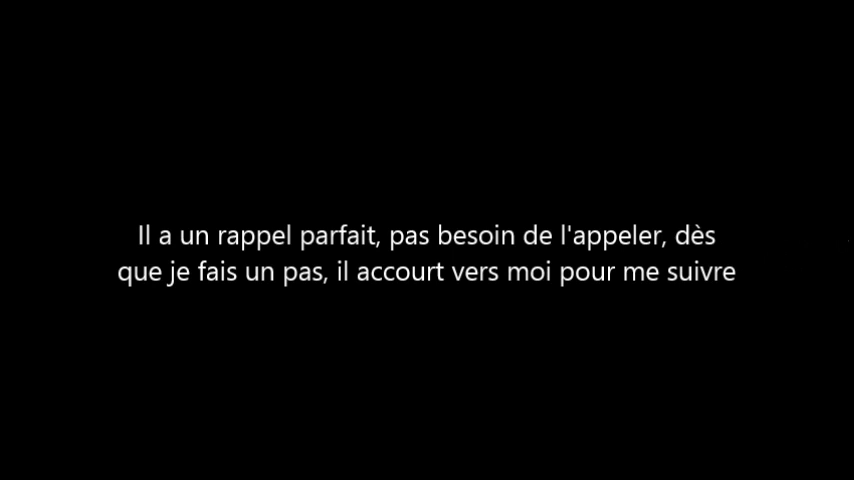 Il a un rappel parfait, pas besoin de l'appeler, dès
que je fais un pas, il accourt vers moi pour me suivre